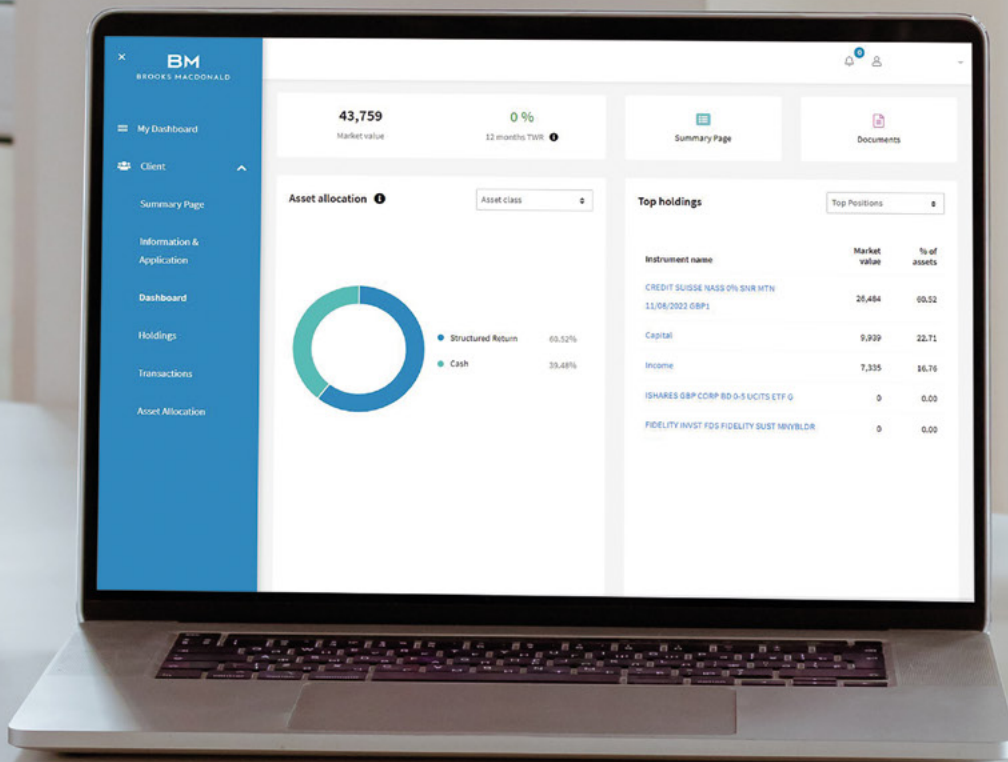 BM
BROOKS MACDONALD
My Dashboard
Client
Summary Page
Information &
Application
Dashboard
Holdings
Transactions
Asset Allocation
0
43,759
Market value
0 %
12 months TWR
Summary Page
Documents
Asset allocation
Asset class
Structured Return 60.52%
Cash 39.48%
Top holdings
Top Positions
Instrument name
Market
value
% of
assets
CREDIT SUISSE NASS 0% SNR MTN
11/08/2022 GBP1
26,484 60.52
Capital 9,939 22.71
Income 7,335 16.76
ISHARES GBP CORP BD 0-5 UCITS ETF G 0 0.00
FIDELITY INVST FDS FIDELITY SUST MNYBLDR 0 0.00